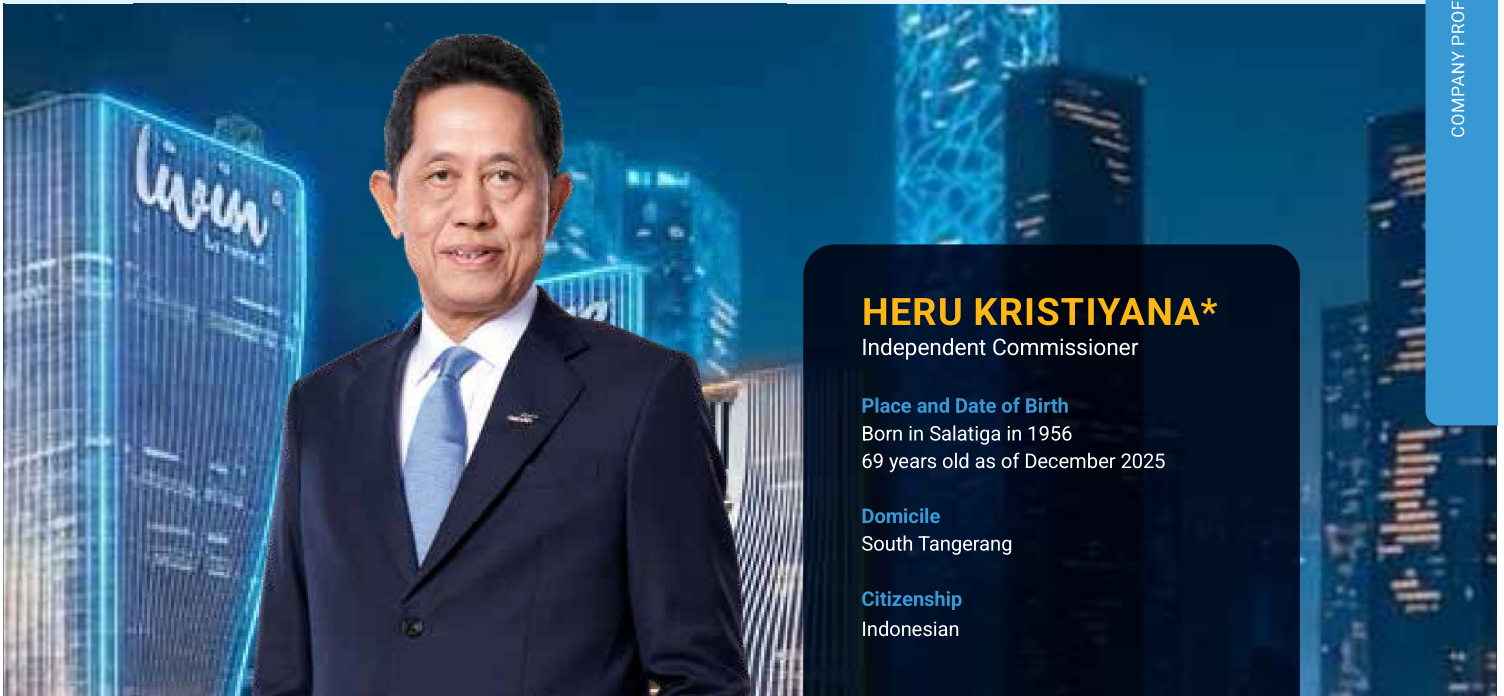 COMPANY PROF
livin
HERU KRISTIYANA*
Independent Commissioner
Place and Date of Birth
Born in Salatiga in 1956
69 years old as of December 2025
Domicile
South Tangerang
Citizenship
Indonesian